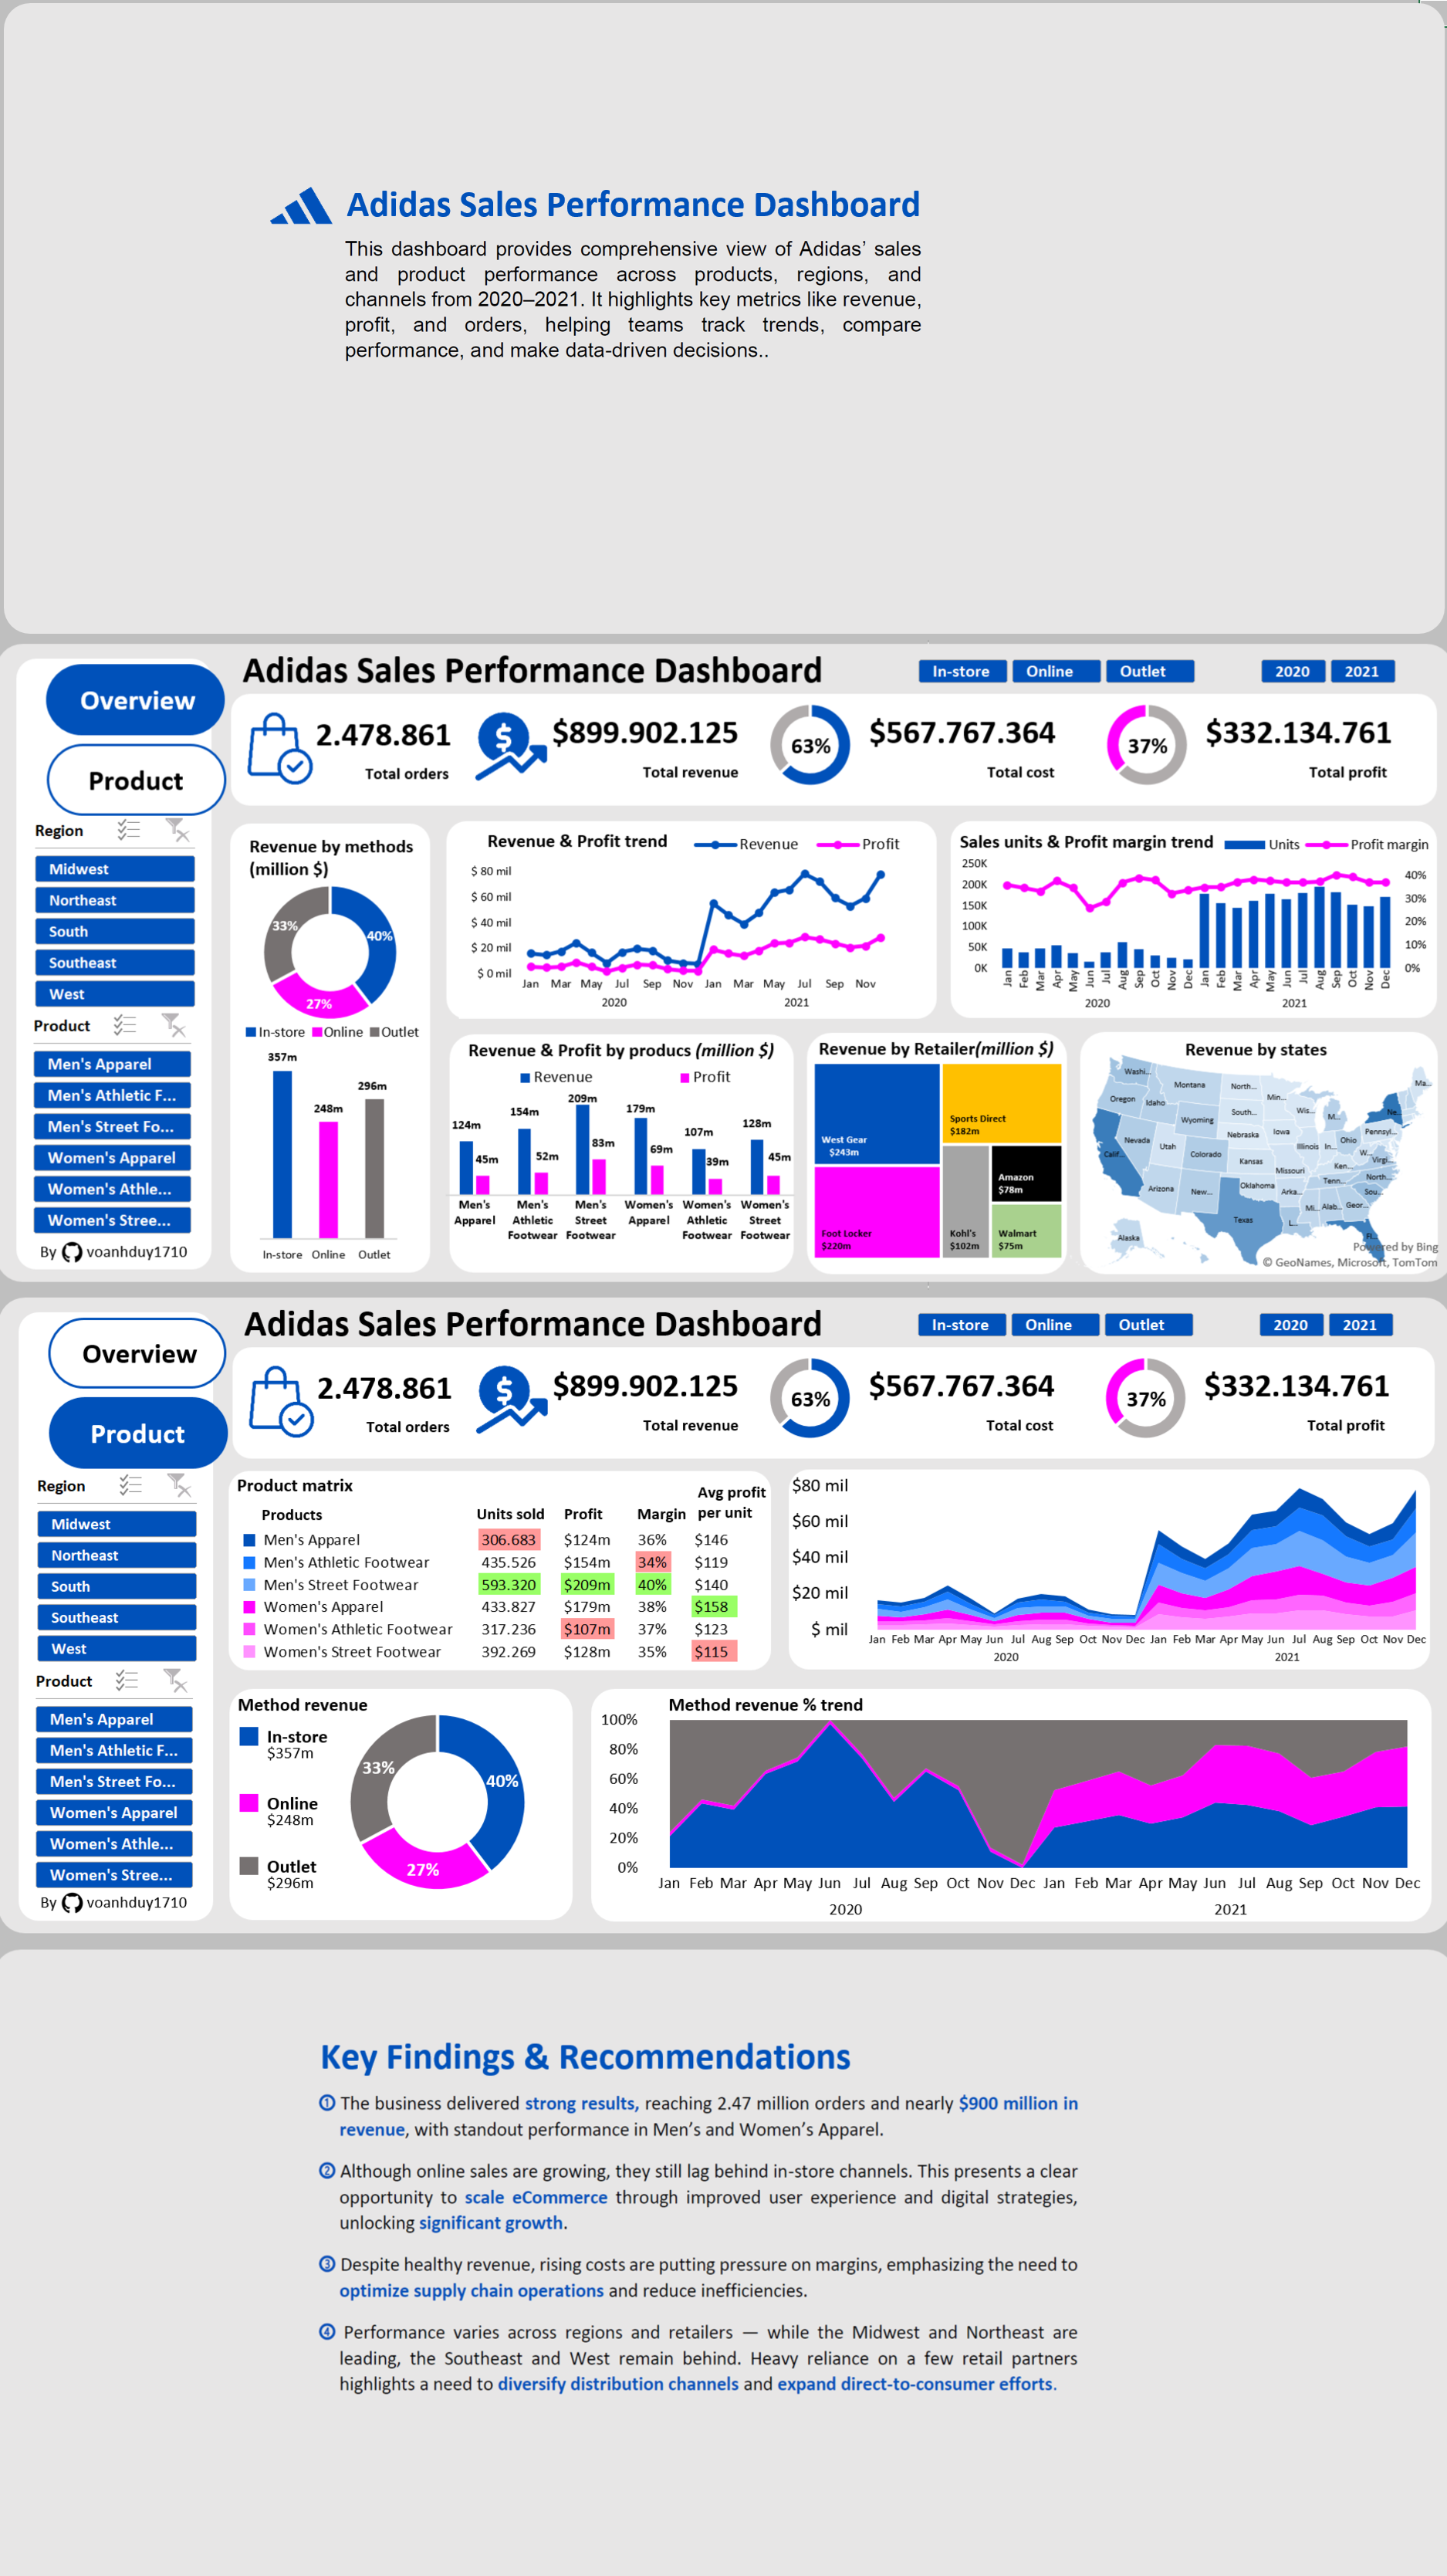 Adidas Sales Performance Dashboard
This dashboard provides comprehensive view of Adidas’ sales
and product performance across products, regions, and
channels from 2020–2021. It highlights key metrics like revenue,
profit, and orders, helping teams track trends, compare
performance, and make data-driven decisions..
Overview
Product
Adidas Sales Performance Dashboard
In-store Online Outlet 2020 2021
2.478.861
Total orders
$899.902.125
Total revenue
63%
$567.767.364
Total cost
37%
$332.134.761
Total profit
Region
Midwest
Northeast
South
Southeast
West
Product
Men's Apparel
Men's Athletic F...
Men's Street Fo...
Women's Apparel
Women's Athle...
Women's Stree...
By voanhduy1710
Revenue by methods
(million $)
33%
40%
27%
In-store Online Outlet
357m
248m
296m
In-store Online Outlet
Revenue & Profit trend
Revenue Profit
$ 80 mil
$ 60 mil
$ 40 mil
$ 20 mil
$ 0 mil
Jan Mar May Jul Sep Nov Jan Mar May Jul Sep Nov
2020 2021
Sales units & Profit margin trend
Units Profit margin
250K
200K
150K
100K
50K
0K
40%
30%
20%
10%
0%
Jan Feb Mar Apr May Jun Jul Aug Sep Oct Nov Dec Jan Feb Mar Apr May Jun Jul Aug Sep Oct Nov Dec
2020 2021
Revenue & Profit by producs (million $)
Revenue Profit
124m 45m 154m 52m 209m 83m 179m 69m 107m 39m 128m 45m
Men's Men's Men's Women's Women's Women's
Apparel Athletic Street Apparel Athletic Street
Footwear Footwear Footwear Footwear
Revenue by Retailer(million $)
West Gear
$243m
Sports Direct
$182m
Foot Locker
$220m
Kohl's
$102m
Amazon
$78m
Walmart
$75m
Revenue by states
Washi...
Montana
North...
Min...
Ma...
Oregon
Idaho
Wyoming
South...
Wis...
M...
Ne...
Nebraska
Iowa
Pennsyl...
Nevada
Utah
Colorado
Illinois
In...
Ohio
Calif...
Kansas
Missouri
Ken...
W...
Virgi...
Arizona
New...
Oklahoma
Arka...
Tenn...
North...
Sou...
Texas
L...
Mi...
Alab...
Geor...
Fl...
Alaska
Powered by Bing
© GeoNames, Microsoft, TomTom
Overview
Product
Adidas Sales Performance Dashboard
In-store Online Outlet 2020 2021
2.478.861
Total orders
$899.902.125
Total revenue
63%
$567.767.364
Total cost
37%
$332.134.761
Total profit
Region
Midwest
Northeast
South
Southeast
West
Product
Men's Apparel
Men's Athletic F...
Men's Street Fo...
Women's Apparel
Women's Athle...
Women's Stree...
By voanhduy1710
Product matrix
Products Units sold Profit Margin Avg profit per unit
Men's Apparel 306.683 $124m 36% $146
Men's Athletic Footwear 435.526 $154m 34% $119
Men's Street Footwear 593.320 $209m 40% $140
Women's Apparel 433.827 $179m 38% $158
Women's Athletic Footwear 317.236 $107m 37% $123
Women's Street Footwear 392.269 $128m 35% $115
$80 mil
$60 mil
$40 mil
$20 mil
$ mil
Jan Feb Mar Apr May Jun Jul Aug Sep Oct Nov Dec Jan Feb Mar Apr May Jun Jul Aug Sep Oct Nov Dec
2020 2021
Method revenue
In-store
$357m
Online
$248m
Outlet
$296m
33%
40%
27%
Method revenue % trend
100%
80%
60%
40%
20%
0%
Jan Feb Mar Apr May Jun Jul Aug Sep Oct Nov Dec Jan Feb Mar Apr May Jun Jul Aug Sep Oct Nov Dec
2020 2021
Key Findings & Recommendations
① The business delivered strong results, reaching 2.47 million orders and nearly $900 million in
revenue, with standout performance in Men’s and Women’s Apparel.
② Although online sales are growing, they still lag behind in-store channels. This presents a clear
opportunity to scale eCommerce through improved user experience and digital strategies,
unlocking significant growth.
③ Despite healthy revenue, rising costs are putting pressure on margins, emphasizing the need to
optimize supply chain operations and reduce inefficiencies.
④ Performance varies across regions and retailers — while the Midwest and Northeast are
leading, the Southeast and West remain behind. Heavy reliance on a few retail partners
highlights a need to diversify distribution channels and expand direct-to-consumer efforts.